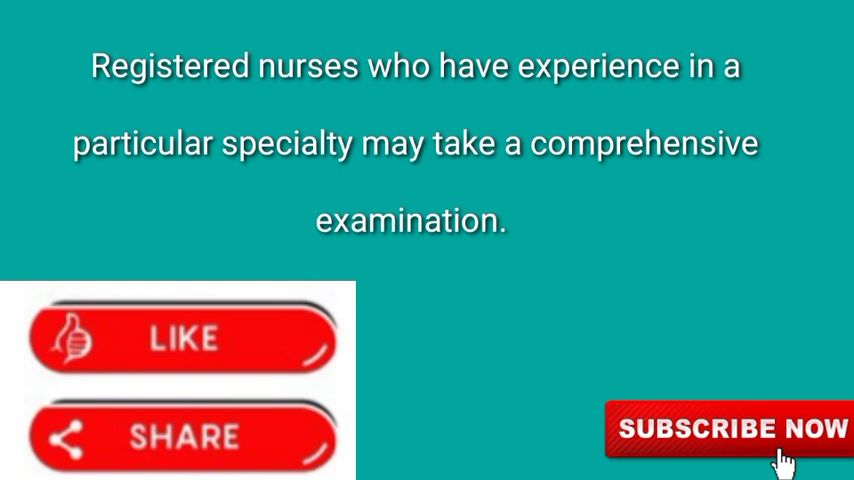 Registered nurses who have experience in a
particular specialty may take a comprehensive
examination.
LIKE
SHARE
SUBSCRIBE NOW